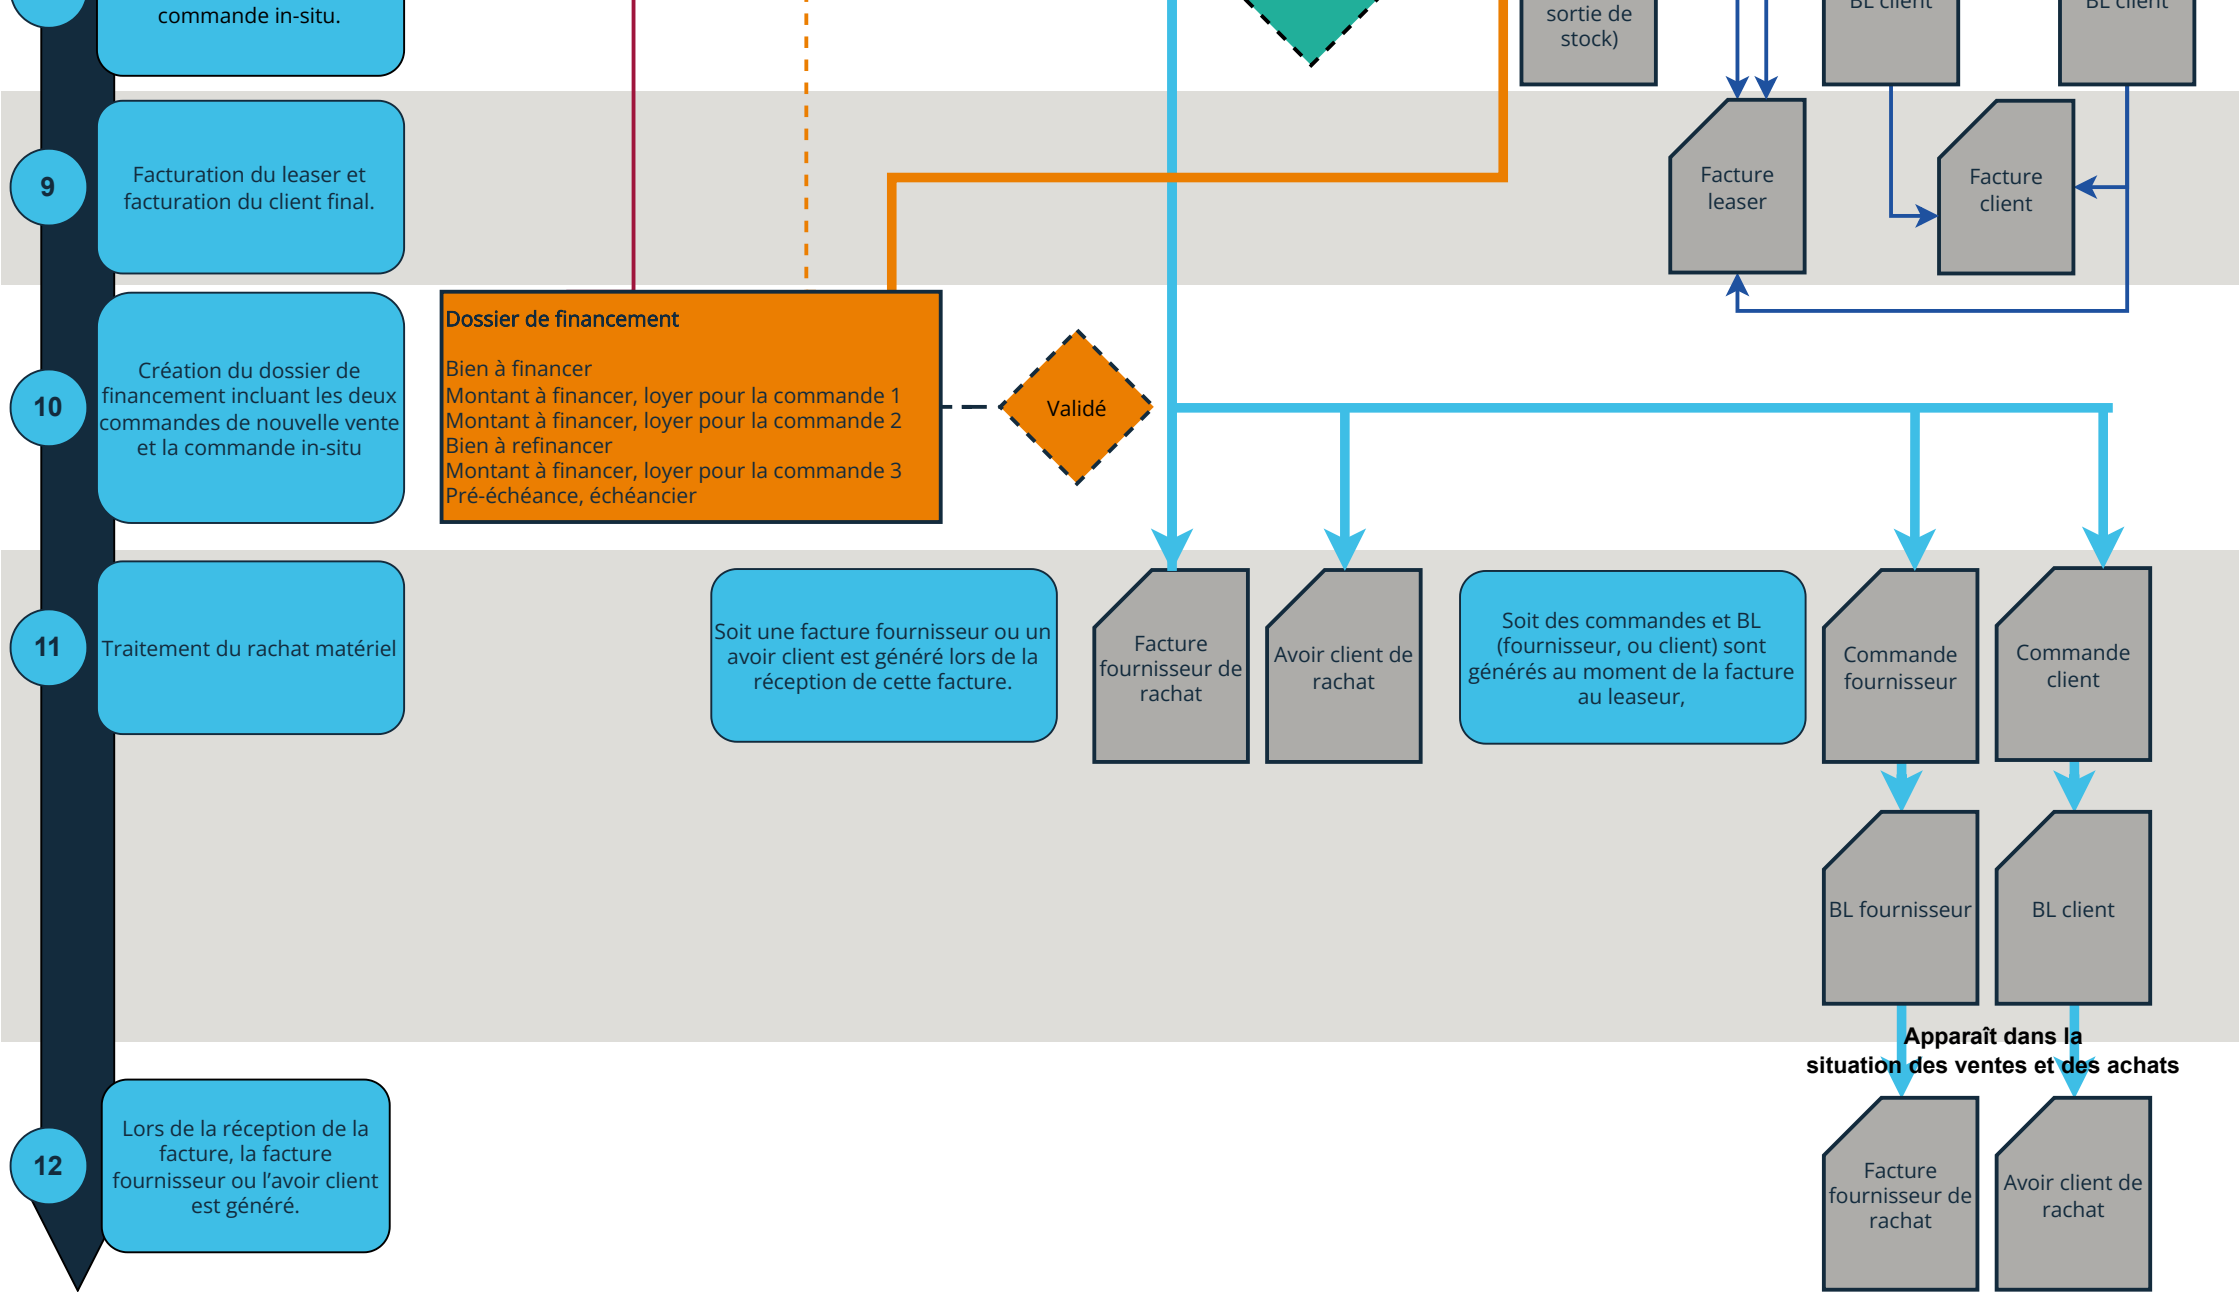 commande in-situ.
sortie de
stock)
BL client
BL client
9
Facturation du leaser et
facturation du client final.
Facture
leaser
Facture
client
10
Création du dossier de
financement incluant les deux
commandes de nouvelle vente
et la commande in-situ
Dossier de financement
Bien à financer
Montant à financer, loyer pour la commande 1
Montant à financer, loyer pour la commande 2
Bien à refinancer
Montant à financer, loyer pour la commande 3
Pré-échéance, échéancier
Validé
11
Traitement du rachat matériel
Soit une facture fournisseur ou un
avoir client est généré lors de la
réception de cette facture.
Facture
fournisseur de
rachat
Avoir client de
rachat
Soit des commandes et BL
(fournisseur, ou client) sont
générés au moment de la facture
au leaseur,
Commande
fournisseur
Commande
client
BL fournisseur
BL client
Apparaît dans la
situation des ventes et des achats
12
Lors de la réception de la
facture, la facture
fournisseur ou l'avoir client
est généré.
Facture
fournisseur de
rachat
Avoir client de
rachat